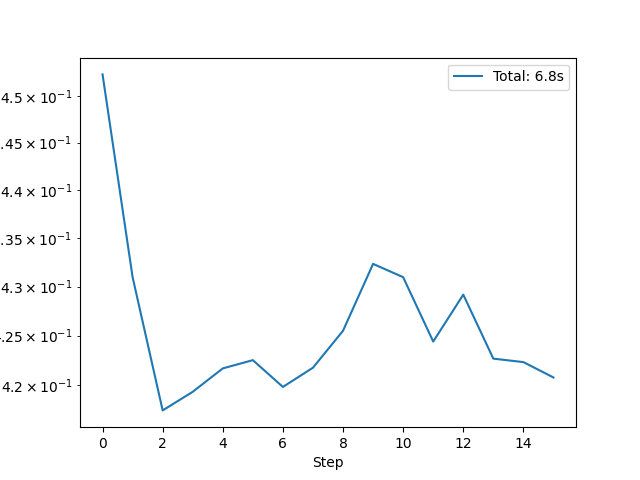 Total: 6.8s
4.5 × 10⁻¹
.45 × 10⁻¹
4.4 × 10⁻¹
.35 × 10⁻¹
4.3 × 10⁻¹
.25 × 10⁻¹
4.2 × 10⁻¹
0 2 4 6 8 10 12 14
Step